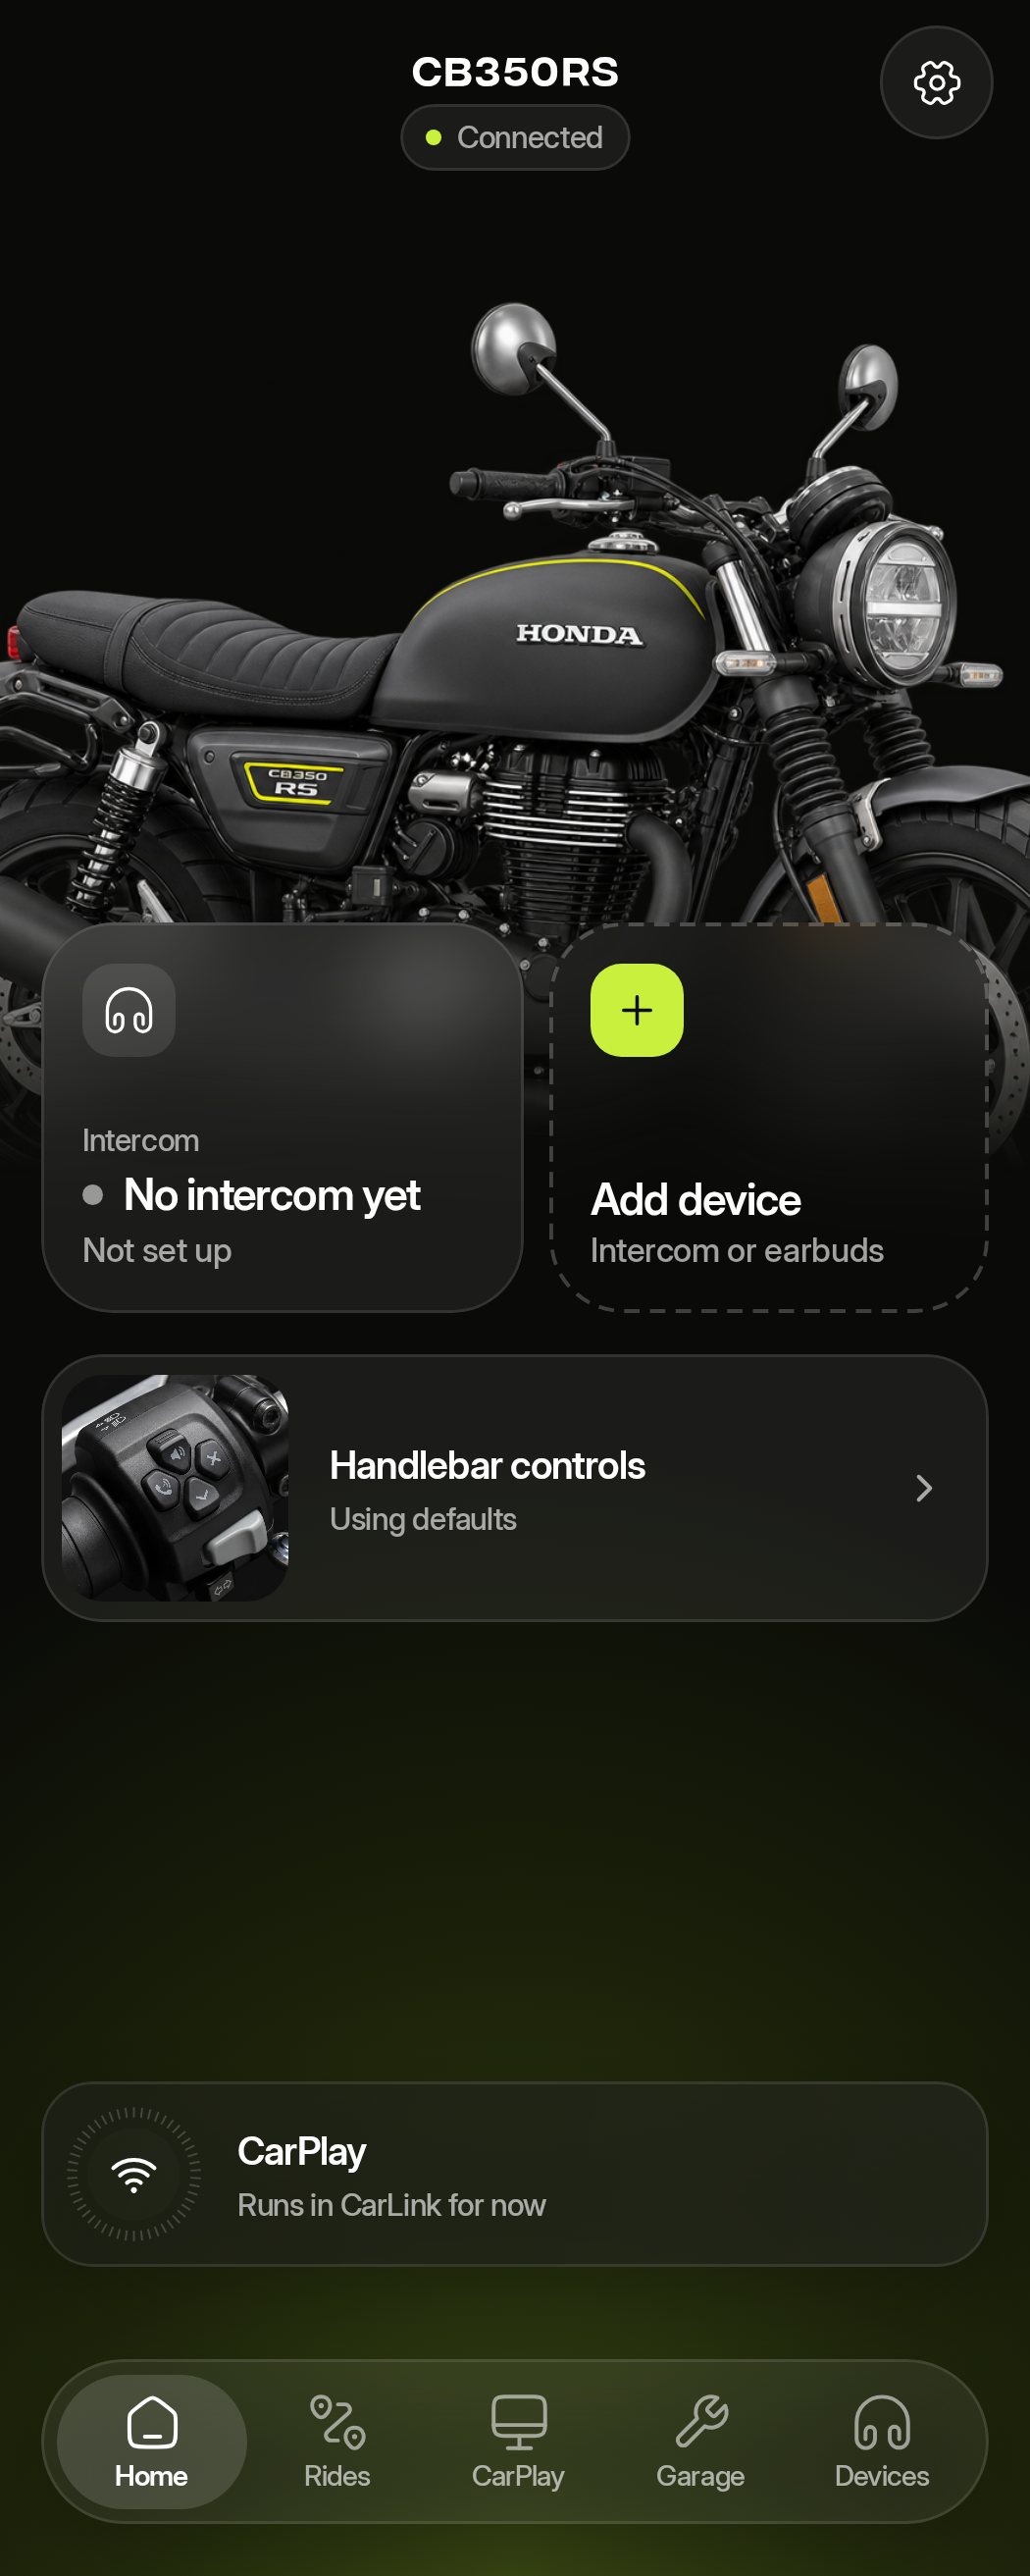 CB350RS
Connected
HONDA
CB350
RS
Intercom
No intercom yet
Not set up
Add device
Intercom or earbuds
Handlebar controls
Using defaults
CarPlay
Runs in CarLink for now
Home
Rides
CarPlay
Garage
Devices